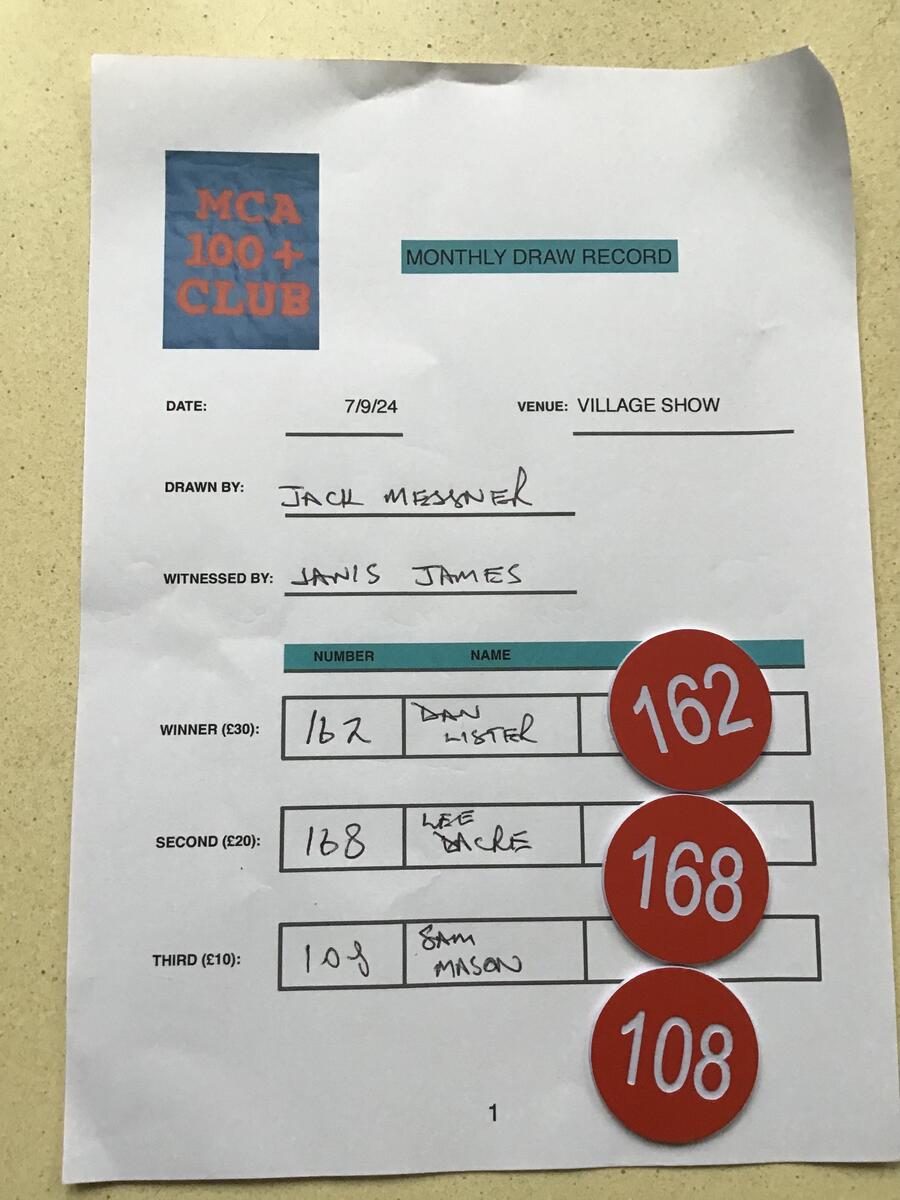 MCA
100+
CLUB
MONTHLY DRAW RECORD
DATE: 7/9/24 VENUE: VILLAGE SHOW
DRAWN BY: JACK MESSNER
WITNESSED BY: JANIS JAMES
NUMBER NAME
WINNER (£30): 162 DAN LISTER 162
SECOND (£20): 168 LEE DACRE 168
THIRD (£10): 108 SAM MASON
108
1